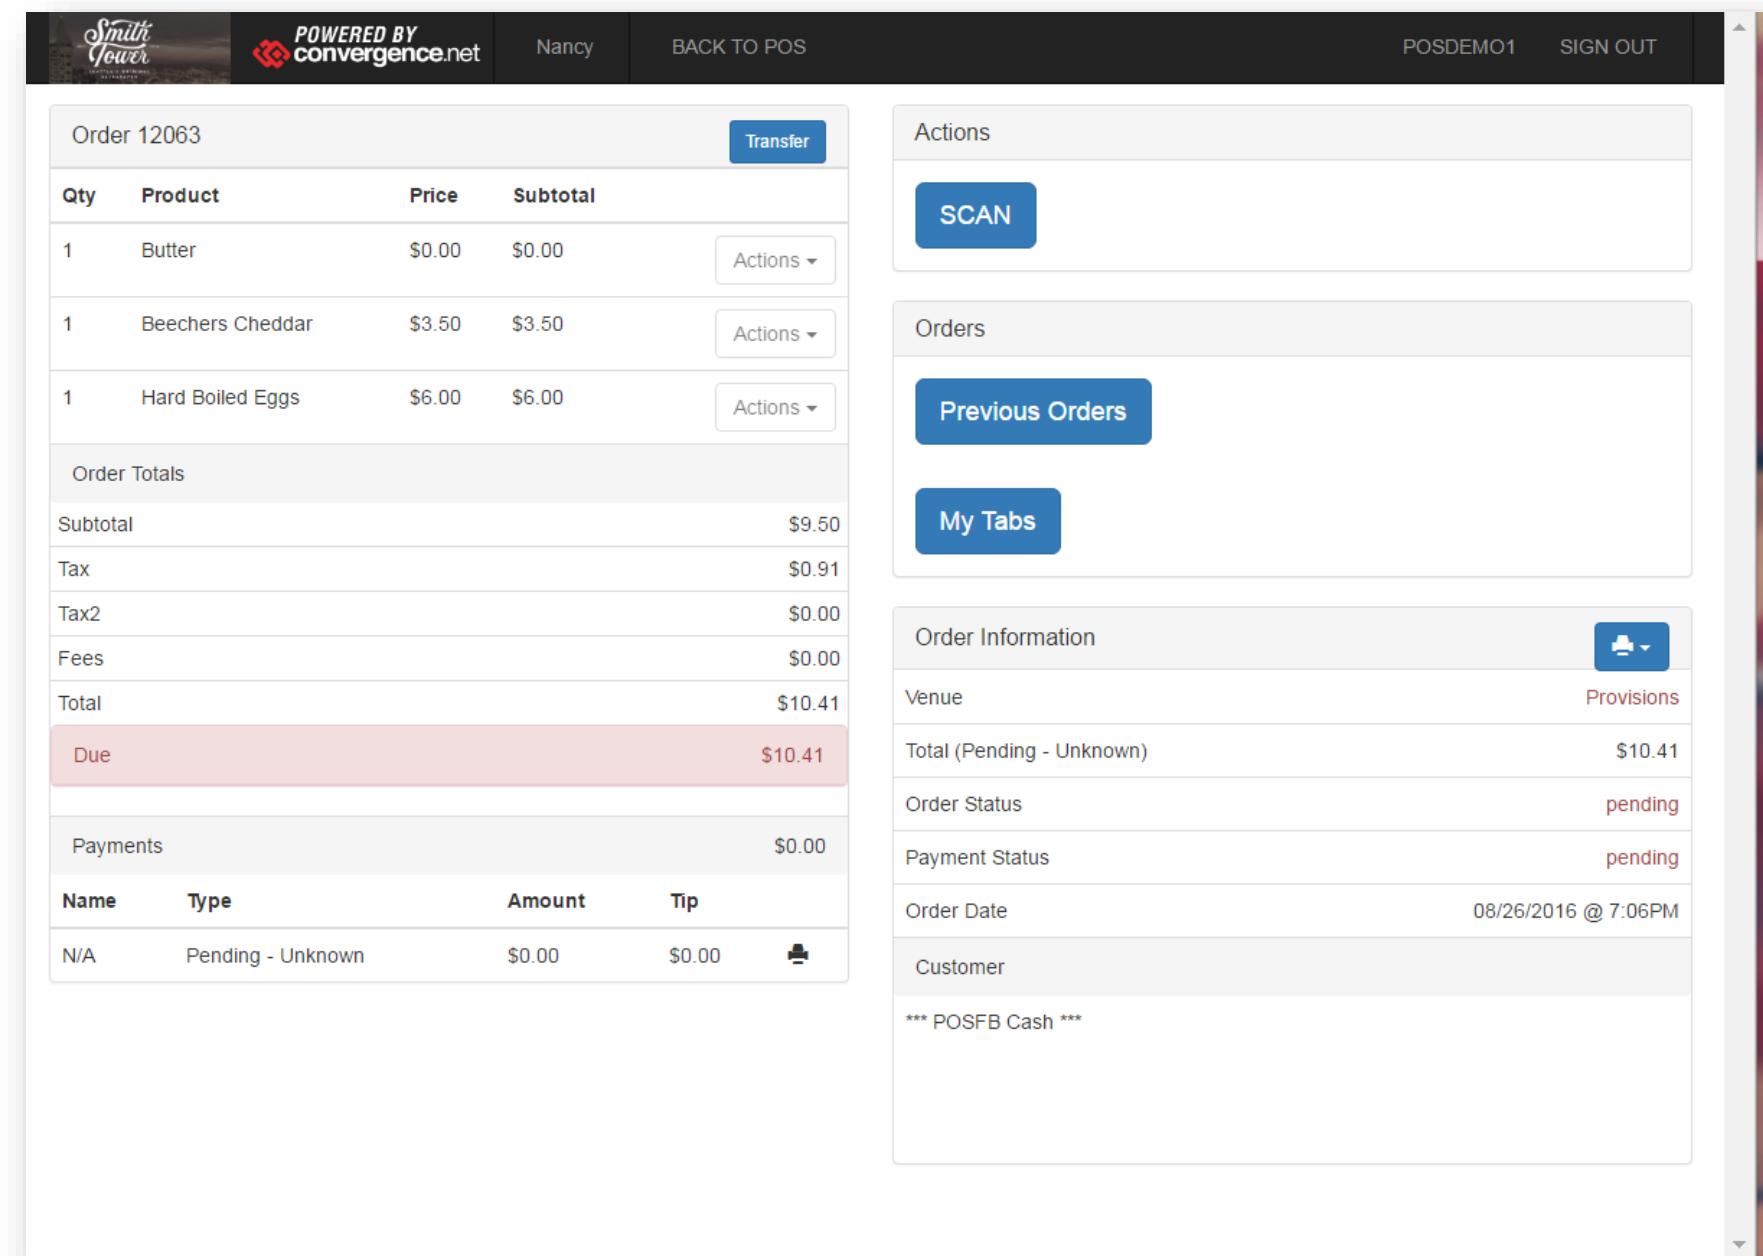 Smith Tower
POWERED BY
convergence.net
Nancy
BACK TO POS
POSDEMO1
SIGN OUT
Order 12063
Transfer
Qty Product Price Subtotal
1 Butter $0.00 $0.00 Actions
1 Beechers Cheddar $3.50 $3.50 Actions
1 Hard Boiled Eggs $6.00 $6.00 Actions
Order Totals
Subtotal $9.50
Tax $0.91
Tax2 $0.00
Fees $0.00
Total $10.41
Due $10.41
Payments $0.00
Name Type Amount Tip
N/A Pending - Unknown $0.00 $0.00
Actions
SCAN
Orders
Previous Orders
My Tabs
Order Information
Venue Provisions
Total (Pending - Unknown) $10.41
Order Status pending
Payment Status pending
Order Date 08/26/2016 @ 7:06PM
Customer
*** POSFB Cash ***